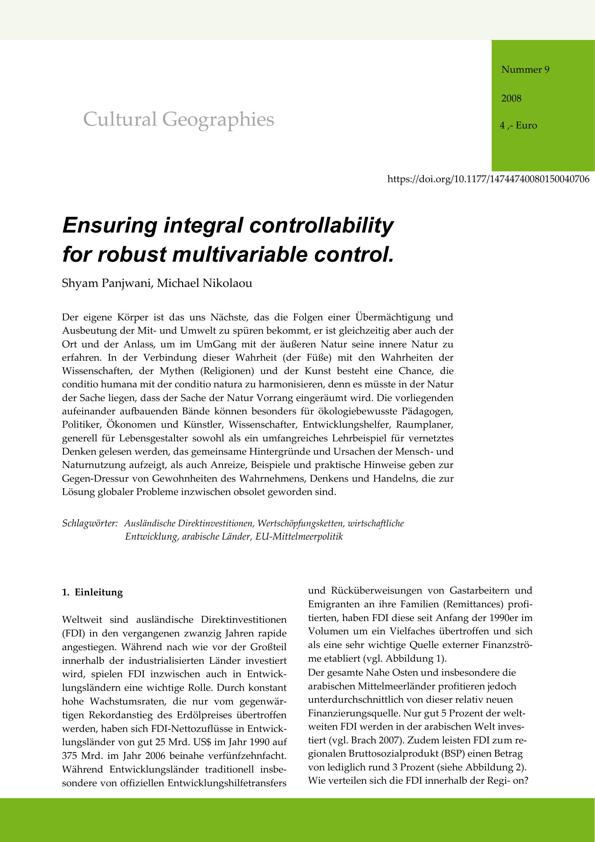 Nummer 9
2008
4 ,- Euro
Cultural Geographies
https://doi.org/10.1177/14744740080150040706
Ensuring integral controllability
for robust multivariable control.
Shyam Panjwani, Michael Nikolaou
Der eigene Körper ist das uns Nächste, das die Folgen einer Übermächtigung und
Ausbeutung der Mit- und Umwelt zu spüren bekommt, er ist gleichzeitig aber auch der
Ort und der Anlass, um im UmGang mit der äußeren Natur seine innere Natur zu
erfahren. In der Verbindung dieser Wahrheit (der Füße) mit den Wahrheiten der
Wissenschaften, der Mythen (Religionen) und der Kunst besteht eine Chance, die
conditio humana mit der conditio natura zu harmonisieren, denn es müsste in der Natur
der Sache liegen, dass der Sache der Natur Vorrang eingeräumt wird. Die vorliegenden
aufeinander aufbauenden Bände können besonders für ökologiebewusste Pädagogen,
Politiker, Ökonomen und Künstler, Wissenschafter, Entwicklungshelfer, Raumplaner,
generell für Lebensgestalter sowohl als ein umfangreiches Lehrbeispiel für vernetztes
Denken gelesen werden, das gemeinsame Hintergründe und Ursachen der Mensch- und
Naturnutzung aufzeigt, als auch Anreize, Beispiele und praktische Hinweise geben zur
Gegen-Dressur von Gewohnheiten des Wahrnehmens, Denkens und Handelns, die zur
Lösung globaler Probleme inzwischen obsolet geworden sind.
Schlagwörter: Ausländische Direktinvestitionen, Wertschöpfungsketten, wirtschaftliche
Entwicklung, arabische Länder, EU-Mittelmeerpolitik
1. Einleitung
Weltweit sind ausländische Direktinvestitionen
(FDI) in den vergangenen zwanzig Jahren rapide
angestiegen. Während nach wie vor der Großteil
innerhalb der industrialisierten Länder investiert
wird, spielen FDI inzwischen auch in Entwick-
lungsländern eine wichtige Rolle. Durch konstant
hohe Wachstumsraten, die nur vom gegenwär-
tigen Rekordanstieg des Erdölpreises übertroffen
werden, haben sich FDI-Nettozuflüsse in Entwick-
lungsländer von gut 25 Mrd. US$ im Jahr 1990 auf
375 Mrd. im Jahr 2006 beinahe verfünfzehnfacht.
Während Entwicklungsländer traditionell insbe-
sondere von offiziellen Entwicklungshilfetransfers
und Rücküberweisungen von Gastarbeitern und
Emigranten an ihre Familien (Remittances) profi-
tierten, haben FDI diese seit Anfang der 1990er im
Volumen um ein Vielfaches übertroffen und sich
als eine sehr wichtige Quelle externer Finanzströ-
me etabliert (vgl. Abbildung 1).
Der gesamte Nahe Osten und insbesondere die
arabischen Mittelmeerländer profitieren jedoch
unterdurchschnittlich von dieser relativ neuen
Finanzierungsquelle. Nur gut 5 Prozent der welt-
weiten FDI werden in der arabischen Welt inves-
tiert (vgl. Brach 2007). Zudem leisten FDI zum re-
gionalen Bruttosozialprodukt (BSP) einen Betrag
von lediglich rund 3 Prozent (siehe Abbildung 2).
Wie verteilen sich die FDI innerhalb der Regi- on?